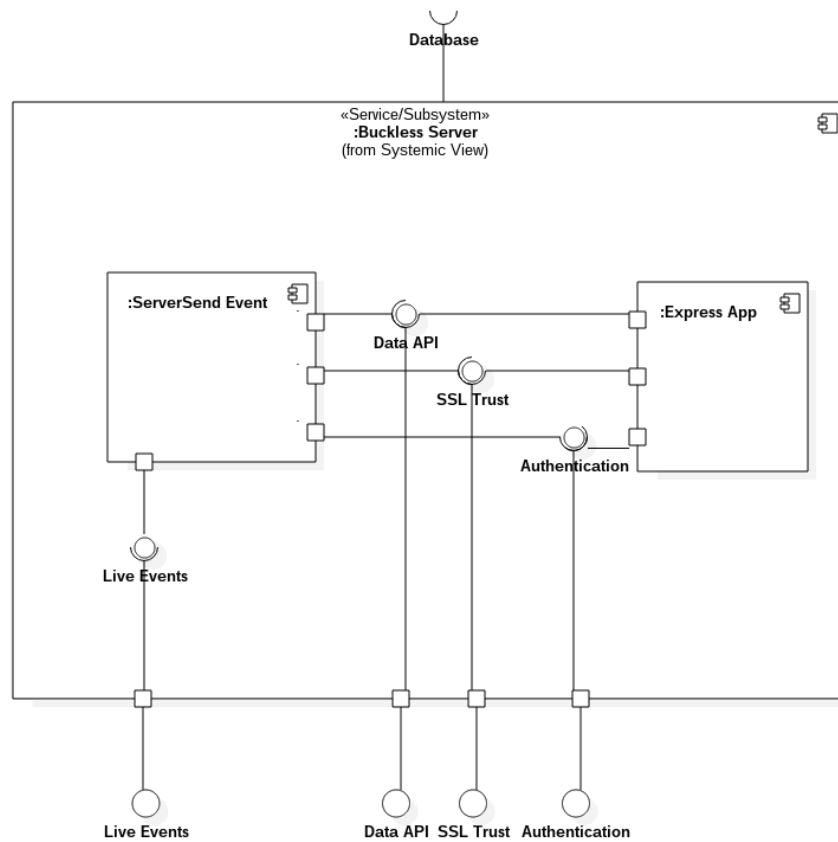 Database
«Service/Subsystem»
:Buckless Server
(from Systemic View)
:ServerSend Event
:Express App
Data API
SSL Trust
Authentication
Live Events
Live Events
Data API
SSL Trust
Authentication